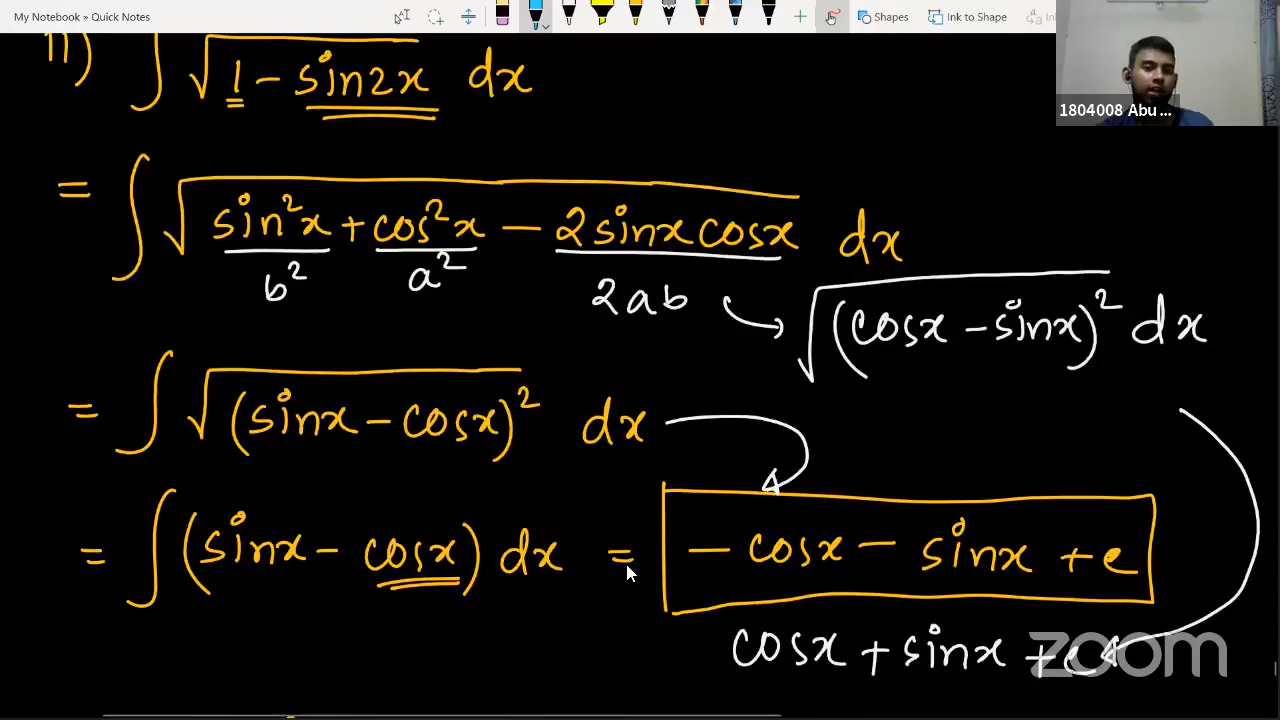 My Notebook » Quick Notes
Shapes
Ink to Shape
Ink
1804008 Abu ...
11) ∫ √(1 - sin2x) dx
= ∫ √(sin²x + cos²x - 2sinx cosx) dx
b² a² 2ab
√(cosx - sinx)² dx
= ∫ √(sinx - cosx)² dx
= ∫ (sinx - cosx) dx = - cosx - sinx + c
cosx + sinx + c
zoom